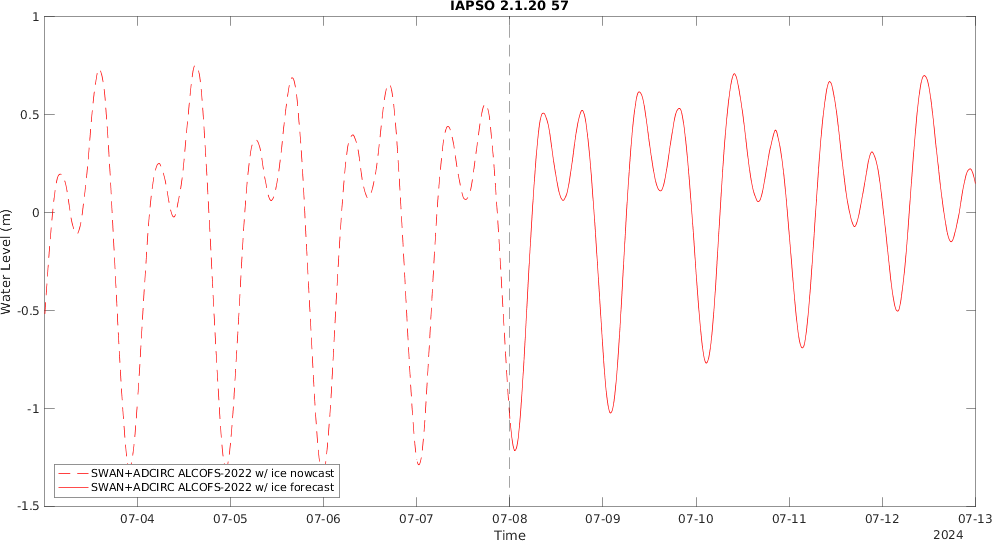 IAPSO 2.1.20 57
1
0.5
0
-0.5
-1
-1.5
Water Level (m)
SWAN+ADCIRC ALCOFS-2022 w/ ice nowcast
SWAN+ADCIRC ALCOFS-2022 w/ ice forecast
07-04 07-05 07-06 07-07 07-08 07-09 07-10 07-11 07-12 07-13
Time
2024